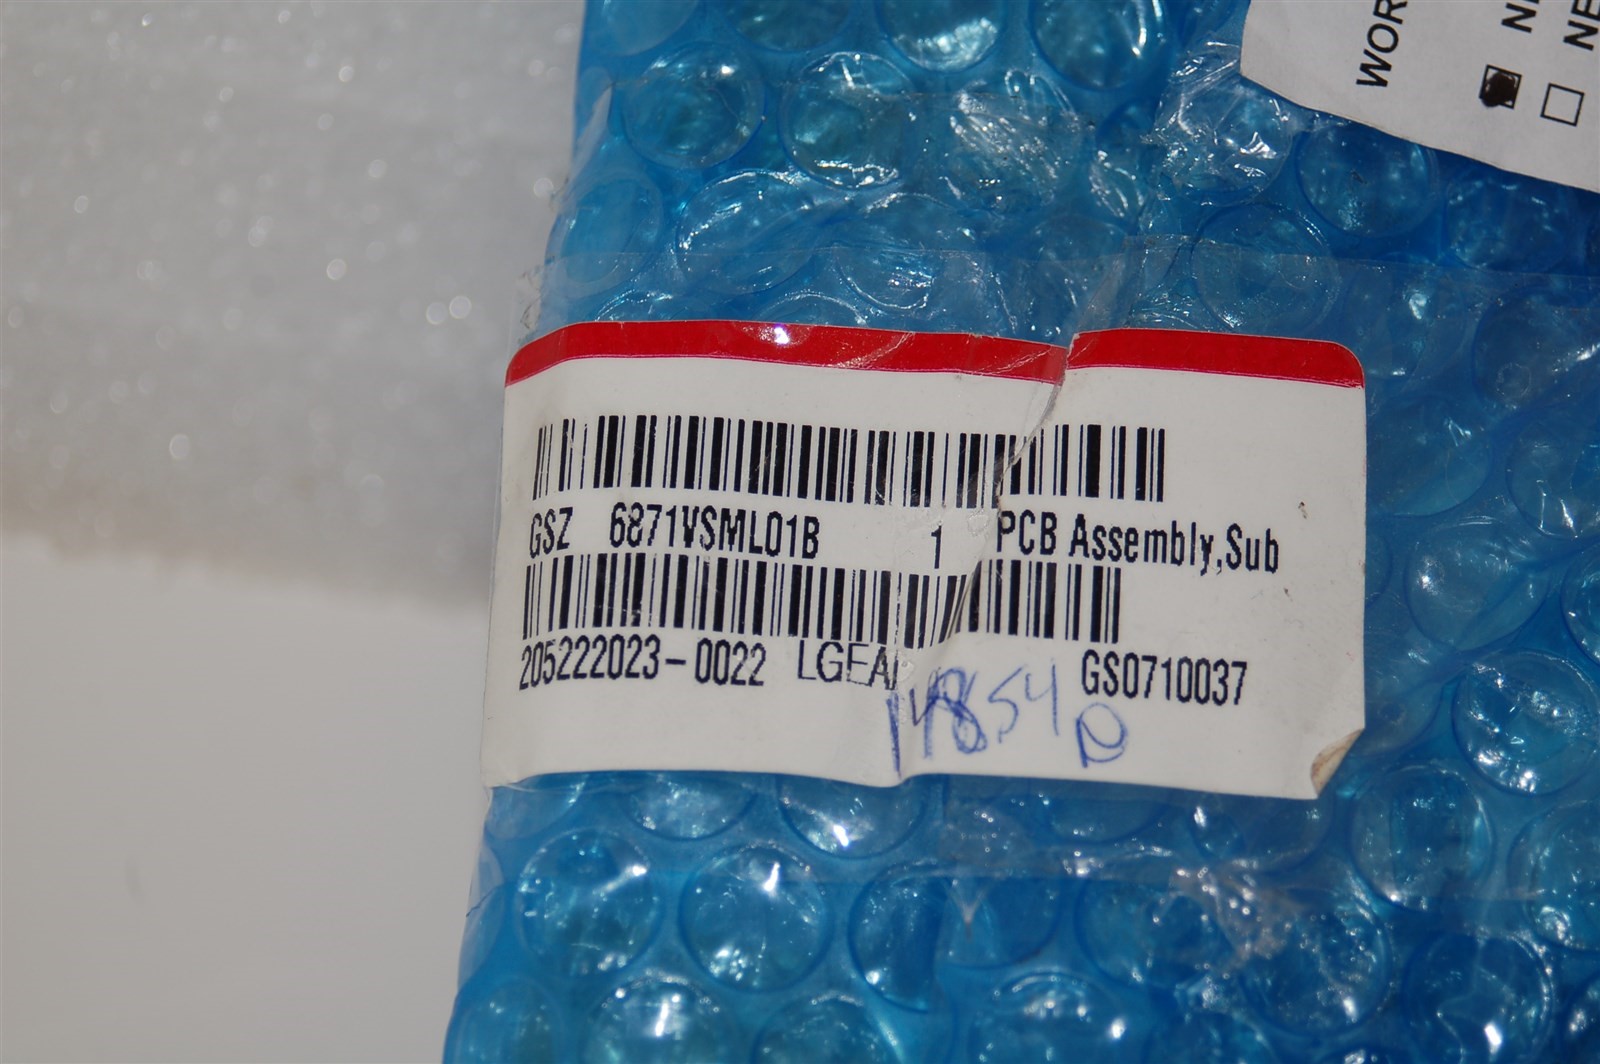 GSZ 6871VSML01B 1 PCB Assembly,Sub
205222023-0022 LGEA GS0710037